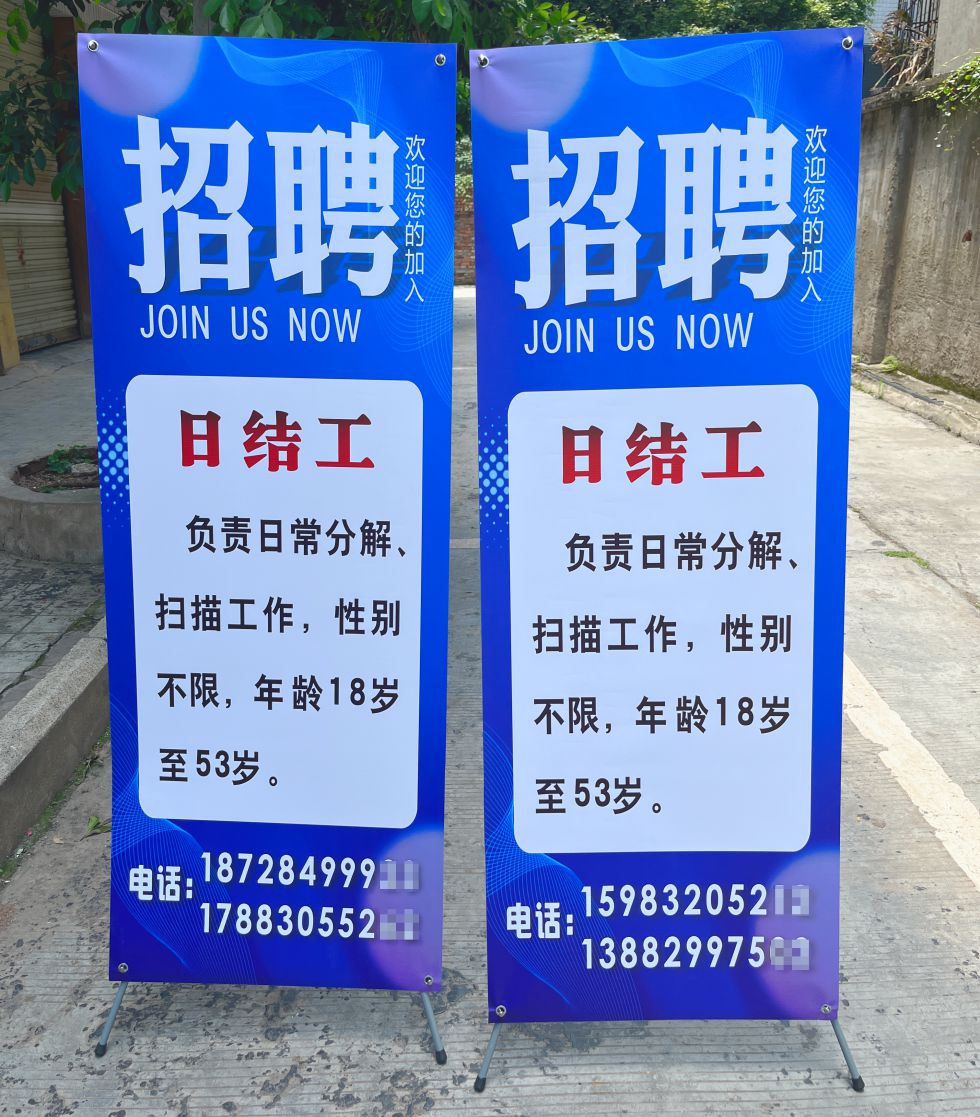 招聘
欢迎您的加入
JOIN US NOW
日结工
负责日常分解、
扫描工作，性别
不限，年龄18岁
至53岁。
电话：
187284999
178830552
招聘
欢迎您的加入
JOIN US NOW
日结工
负责日常分解、
扫描工作，性别
不限，年龄18岁
至53岁。
电话：
159832052
138829975